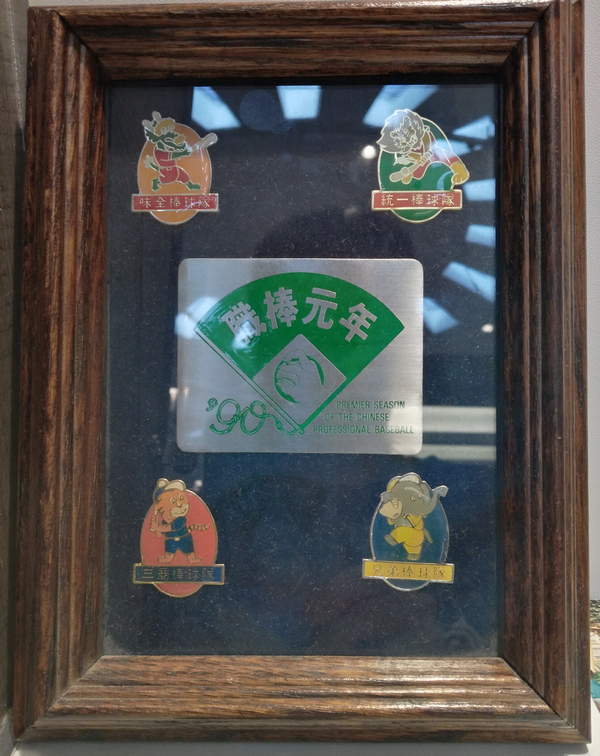 味全棒球隊
統一棒球隊
職棒元年
'90
PREMIER SEASON
OF THE CHINESE
PROFESSIONAL BASEBALL
三商棒球隊
兄弟棒球隊